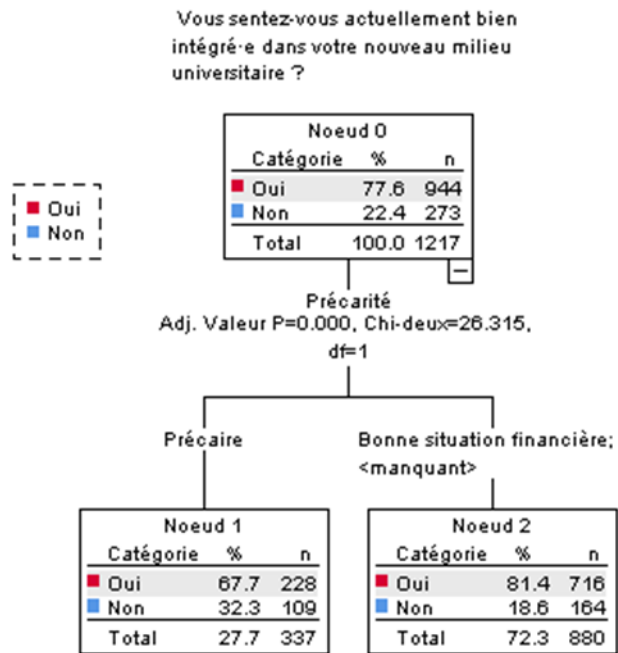 Vous sentez-vous actuellement bien
intégré·e dans votre nouveau milieu
universitaire ?
Noeud 0
Catégorie % n
Oui 77.6 944
Non 22.4 273
Total 100.0 1217
Oui
Non
Précarité
Adj. Valeur P=0.000, Chi-deux=26.315,
df=1
Précaire
Bonne situation financière;
<manquant>
Noeud 1
Catégorie % n
Oui 67.7 228
Non 32.3 109
Total 27.7 337
Noeud 2
Catégorie % n
Oui 81.4 716
Non 18.6 164
Total 72.3 880